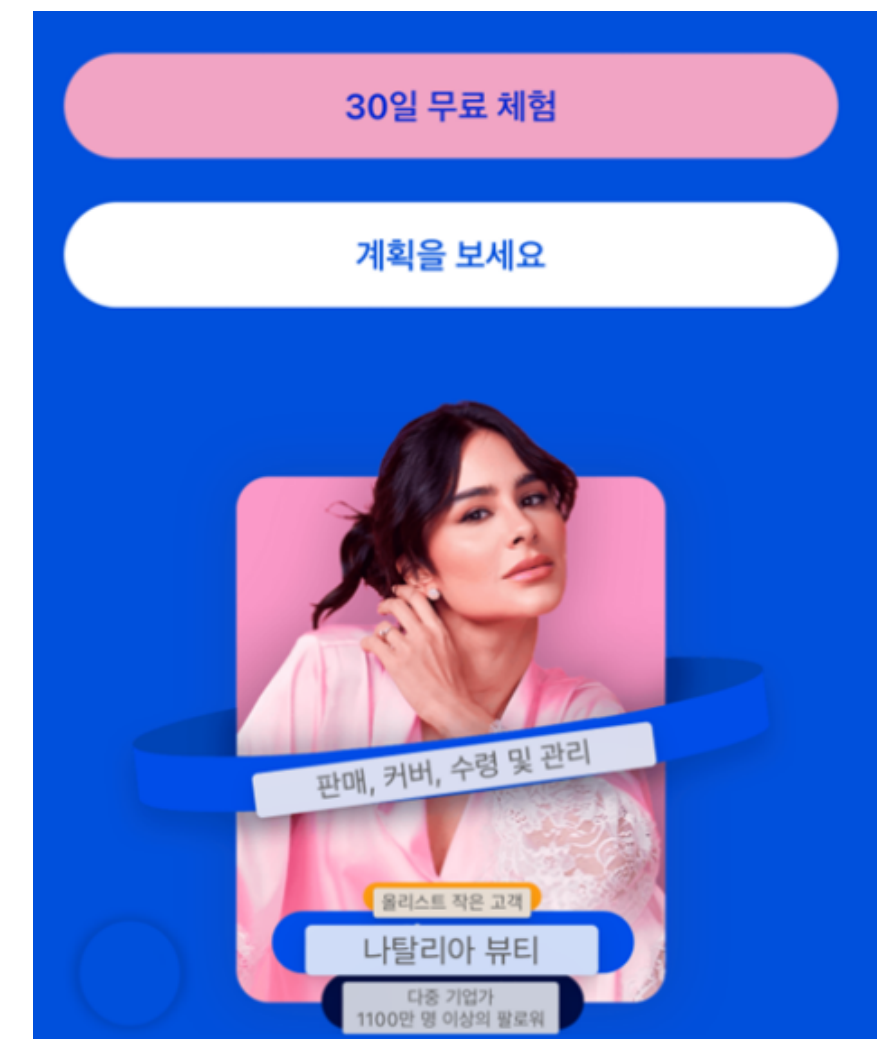 30일 무료 체험
계획을 보세요
판매, 커버, 수령 및 관리
올리스트 작은 고객
나탈리아 뷰티
다중 기업가
1100만 명 이상의 팔로워